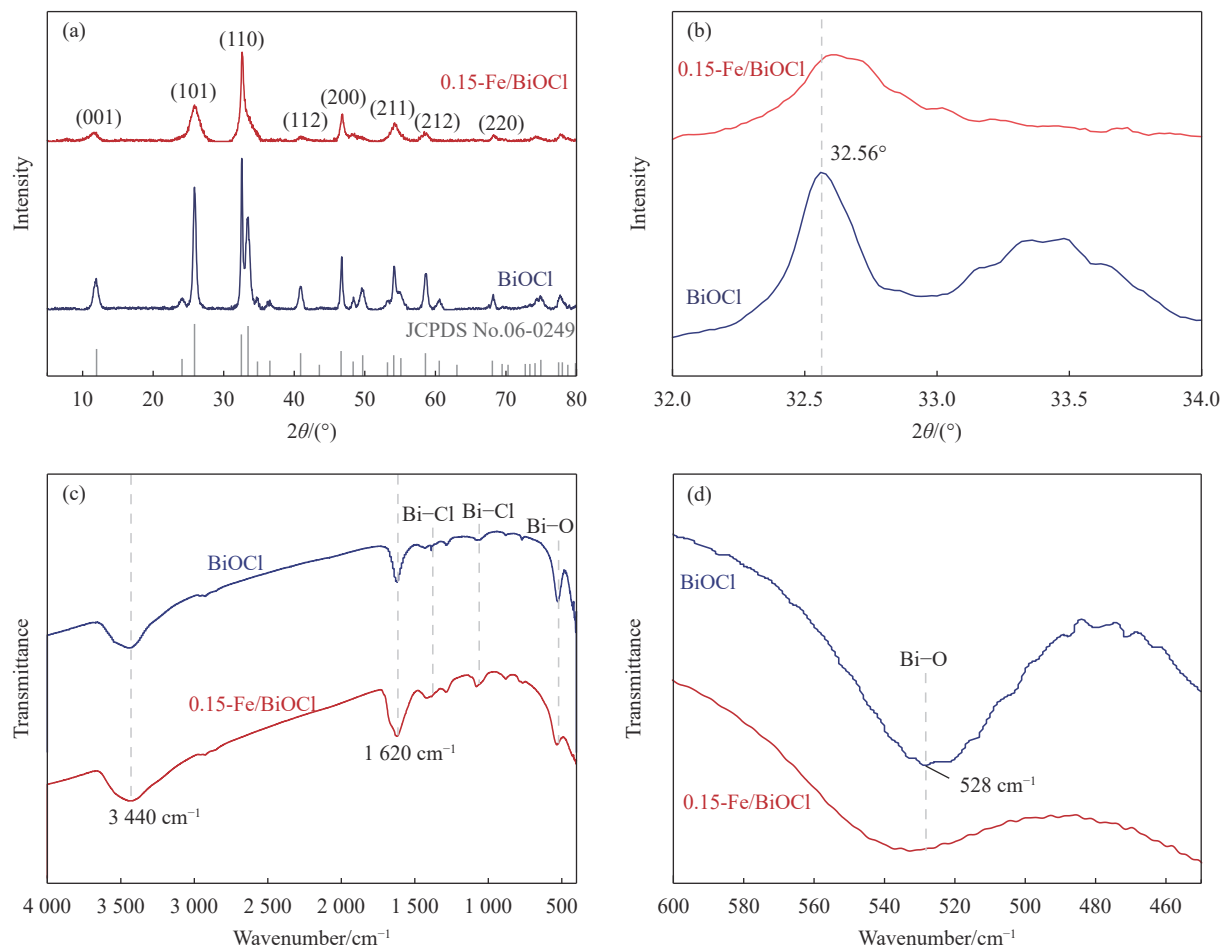 (a)
(110)
0.15-Fe/BiOCl
(101)
(200)
(001)
(112)
(211)
(212)
(220)
BiOCl
JCPDS No.06-0249
Intensity
10 20 30 40 50 60 70 80
2θ/(°)
(b)
0.15-Fe/BiOCl
32.56°
BiOCl
Intensity
32.0 32.5 33.0 33.5 34.0
2θ/(°)
(c)
Bi−Cl
Bi−Cl
Bi−O
BiOCl
0.15-Fe/BiOCl
1 620 cm⁻¹
3 440 cm⁻¹
Transmittance
4 000 3 500 3 000 2 000 1 500 1 000 500
Wavenumber/cm⁻¹
(d)
BiOCl
Bi−O
528 cm⁻¹
0.15-Fe/BiOCl
Transmittance
600 580 560 540 520 500 480 460
Wavenumber/cm⁻¹